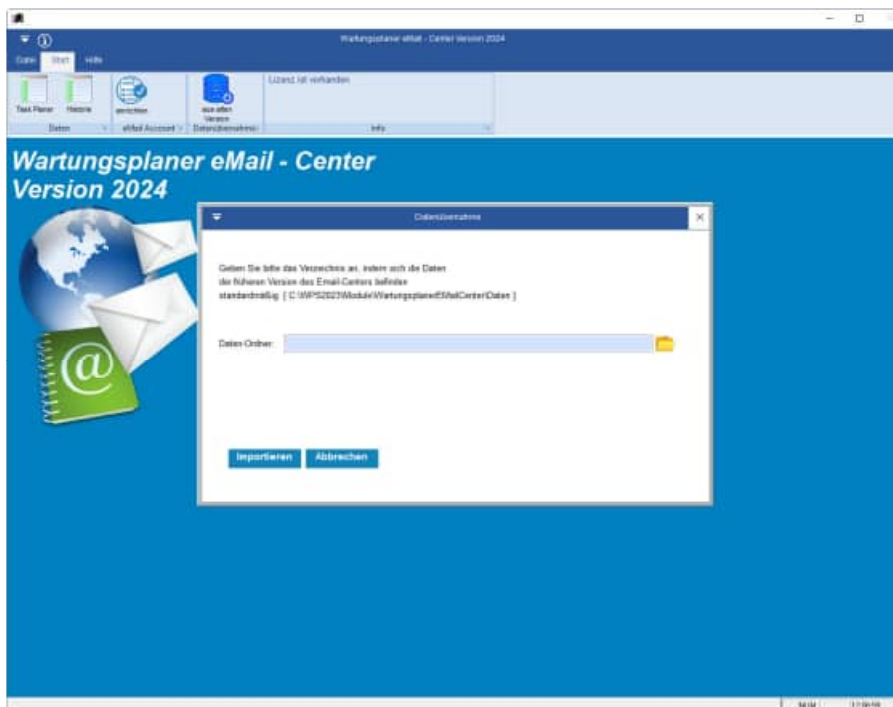 Wartungsplaner eMail - Center Version 2024
Datei Start Hilfe
Lizenz ist vorhanden
Task Planer Historie einrichten aus alten
Version
Daten eMail Account Datenübernahme Info
Wartungsplaner eMail - Center
Version 2024
Datenübernahme
Geben Sie bitte das Verzeichnis an, indem sich die Daten
der früheren Version des Email-Centers befinden
standardmäßig [ C:\WPS2023\Module\Wartungsplaner\EMailCenter\Daten ]
Daten-Ordner:
@
Importieren Abbrechen